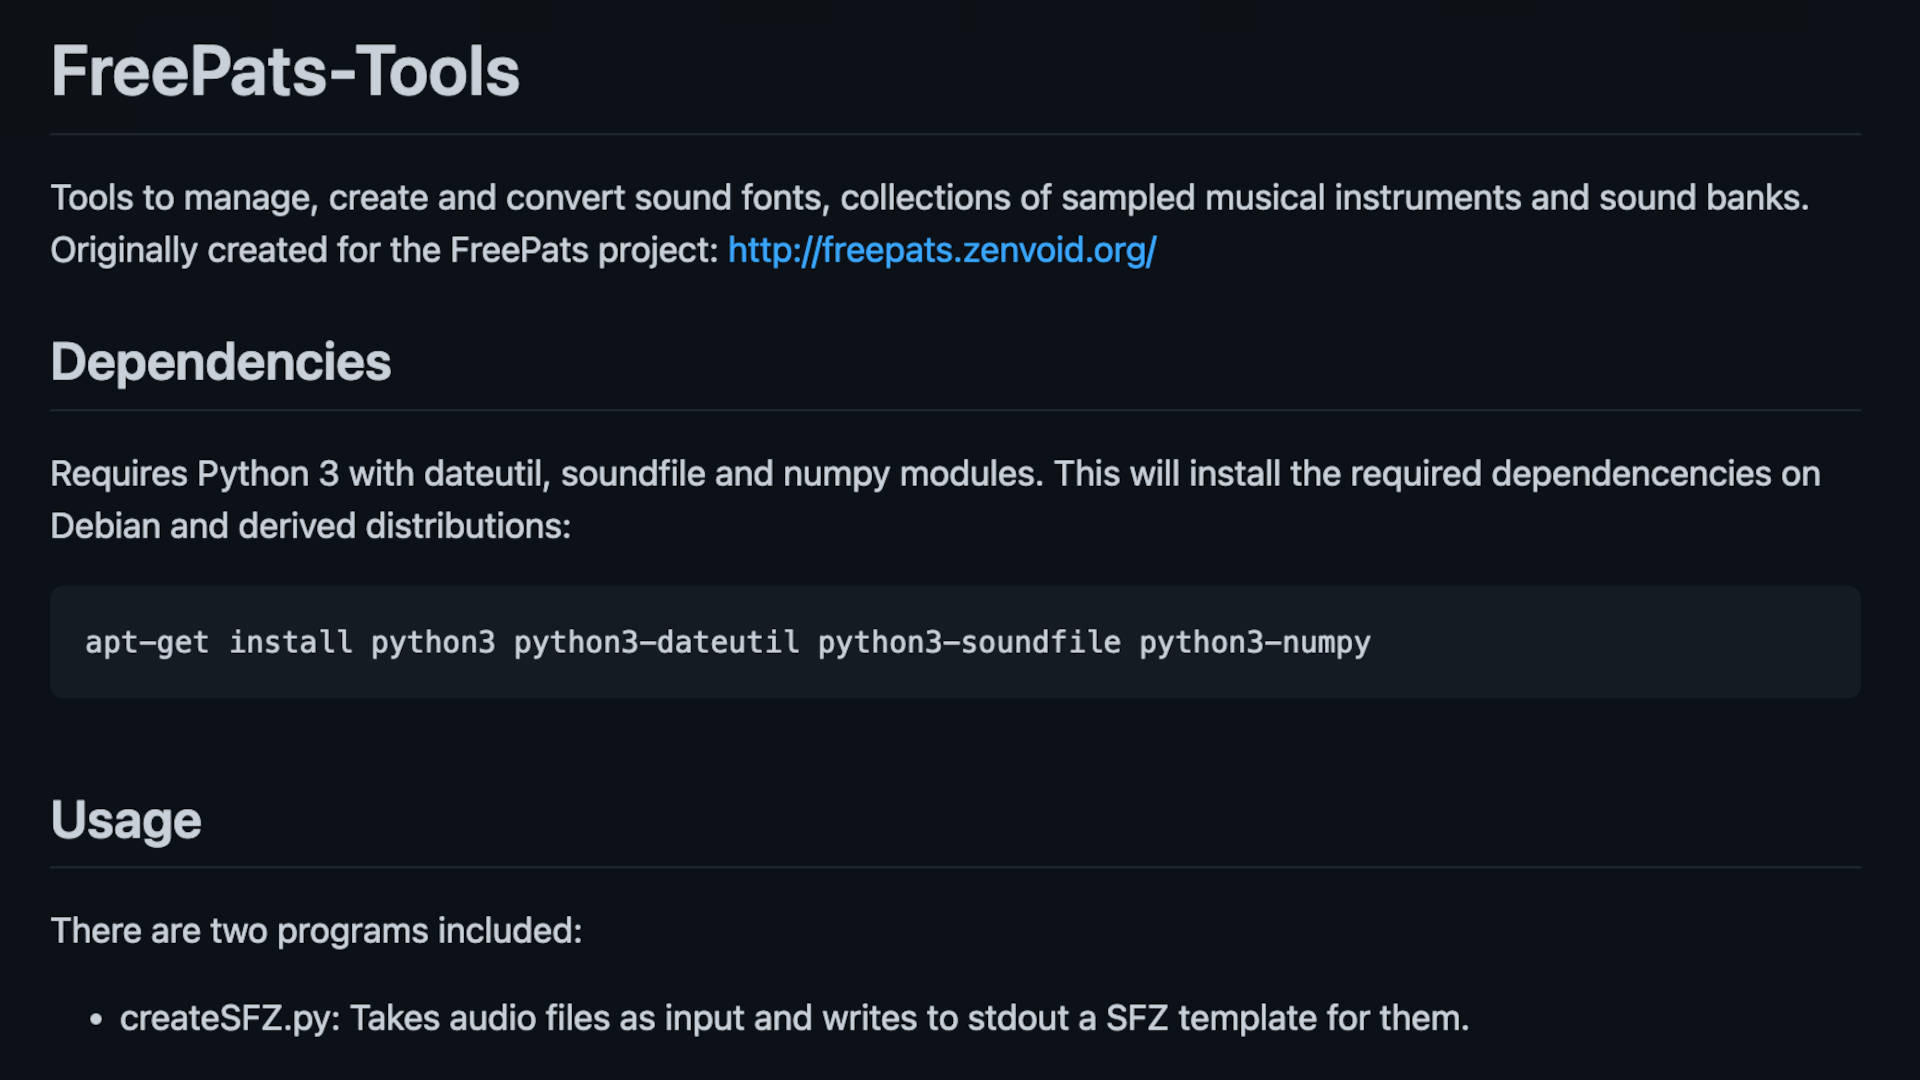 FreePats-Tools
Tools to manage, create and convert sound fonts, collections of sampled musical instruments and sound banks.
Originally created for the FreePats project: http://freepats.zenvoid.org/
Dependencies
Requires Python 3 with dateutil, soundfile and numpy modules. This will install the required dependencencies on
Debian and derived distributions:
apt-get install python3 python3-dateutil python3-soundfile python3-numpy
Usage
There are two programs included:
• createSFZ.py: Takes audio files as input and writes to stdout a SFZ template for them.